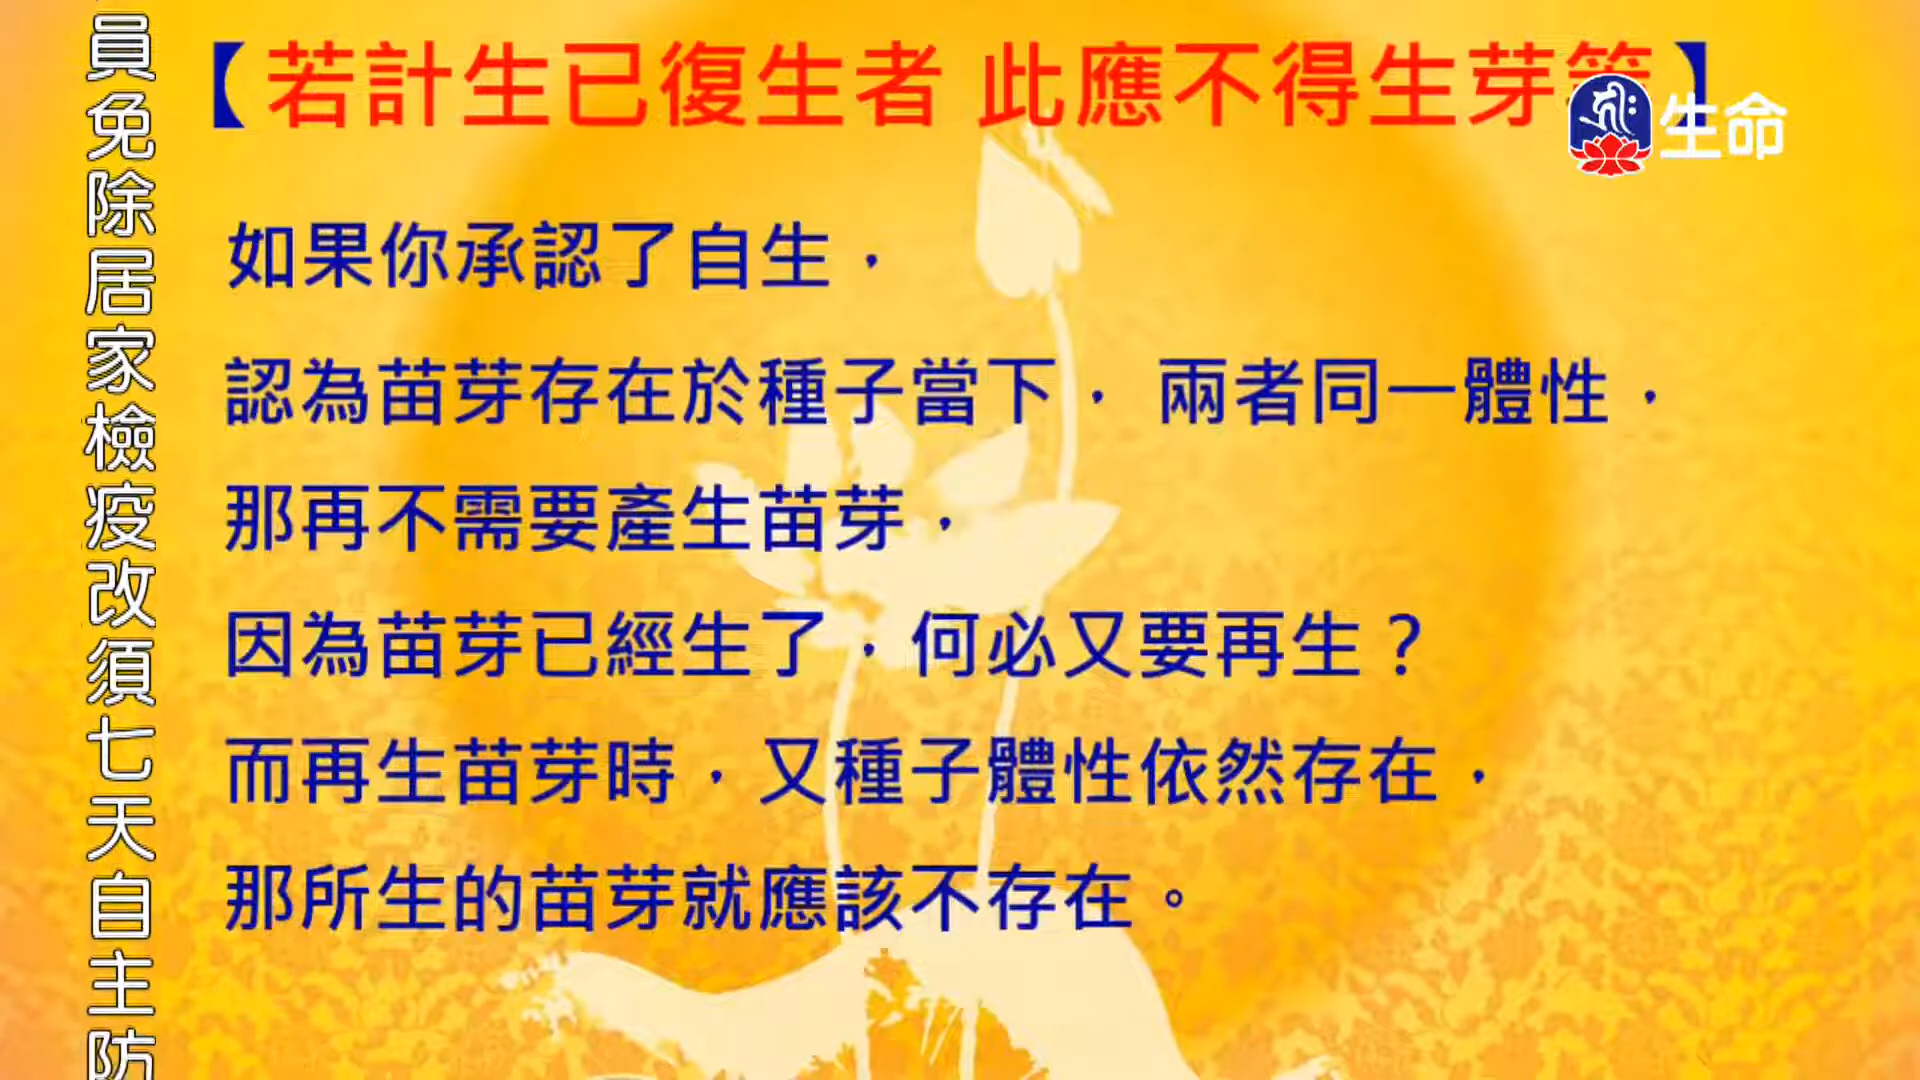 【若計生已復生者 此應不得生芽等】
生命
如果你承認了自生，
認為苗芽存在於種子當下， 兩者同一體性，
那再不需要產生苗芽，
因為苗芽已經生了，何必又要再生？
而再生苗芽時，又種子體性依然存在，
那所生的苗芽就應該不存在。
員免除居家檢疫改須七天自主防